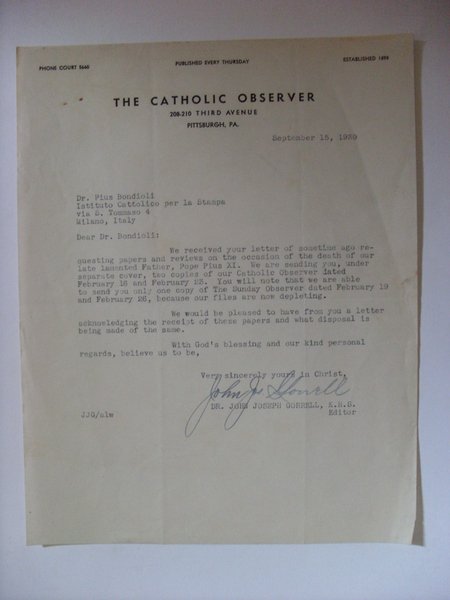 PHONE COURT 5640
PUBLISHED EVERY THURSDAY
ESTABLISHED 1899
THE CATHOLIC OBSERVER
208-210 THIRD AVENUE
PITTSBURGH, PA.
September 15, 1939
Dr. Pius Bondioli
Istituto Cattolico per la Stampa
via S. Tommaso 4
Milano, Italy
Dear Dr. Bondioli:
We received your letter of sometime ago re-
questing papers and reviews on the occasion of the death of our
late lamented Father, Pope Pius XI. We are sending you, under
separate cover, two copies of our Catholic Observer dated
February 16 and February 23. You will note that we are able
to send you only one copy of The Sunday Observer dated February 19
and February 26, because our files are now depleting.
We would be pleased to have from you a letter
acknowledging the receipt of these papers and what disposal is
being made of the same.
With God's blessing and our kind personal
regards, believe us to be,
Very sincerely yours in Christ,
John Jos Gorrell
DR. JOHN JOSEPH GORRELL, K.H.S.
Editor
JJG/mlw